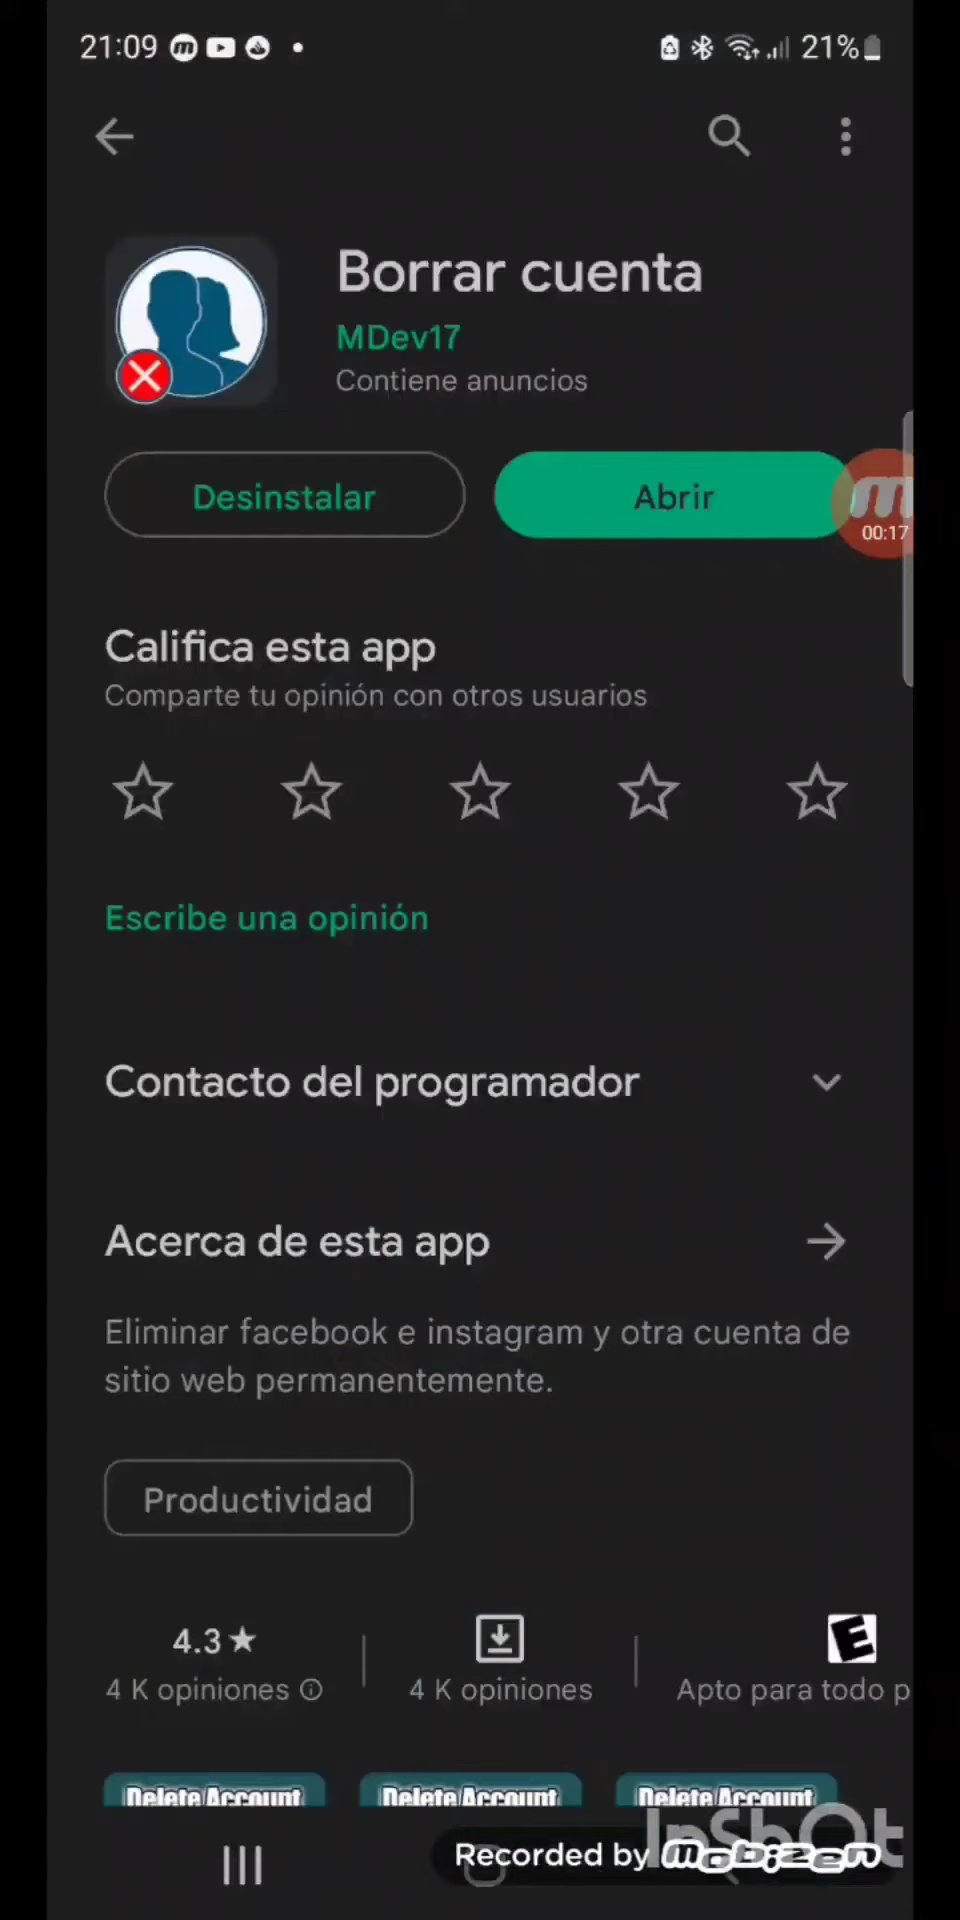 21:09
21%
Borrar cuenta
MDev17
Contiene anuncios
Desinstalar
Abrir
00:17
Califica esta app
Comparte tu opinión con otros usuarios
Escribe una opinión
Contacto del programador
Acerca de esta app
Eliminar facebook e instagram y otra cuenta de
sitio web permanentemente.
Productividad
4.3★
E
4 K opiniones
4 K opiniones
Apto para todo p
Delete Account
Delete Account
Delete Account
InShOt
Recorded by mobizen